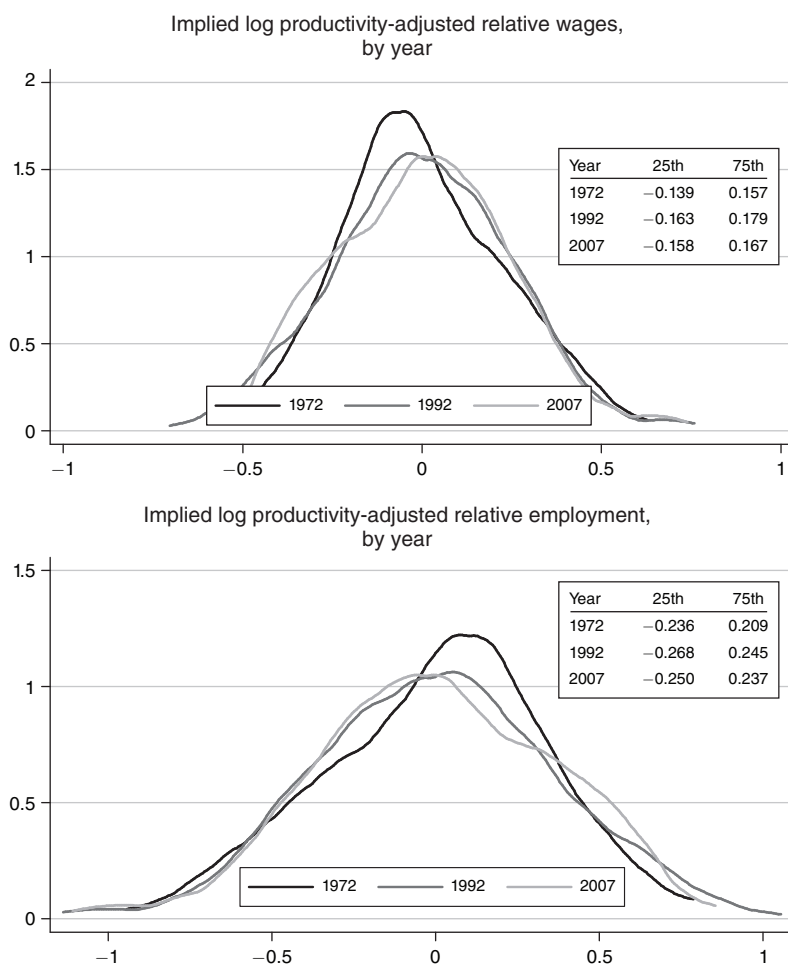 Implied log productivity-adjusted relative wages,
by year
2
1.5
1
0.5
0
Year 25th 75th
1972 −0.139 0.157
1992 −0.163 0.179
2007 −0.158 0.167
1972 1992 2007
−1 −0.5 0 0.5 1
Implied log productivity-adjusted relative employment,
by year
1.5
1
0.5
0
Year 25th 75th
1972 −0.236 0.209
1992 −0.268 0.245
2007 −0.250 0.237
1972 1992 2007
−1 −0.5 0 0.5 1